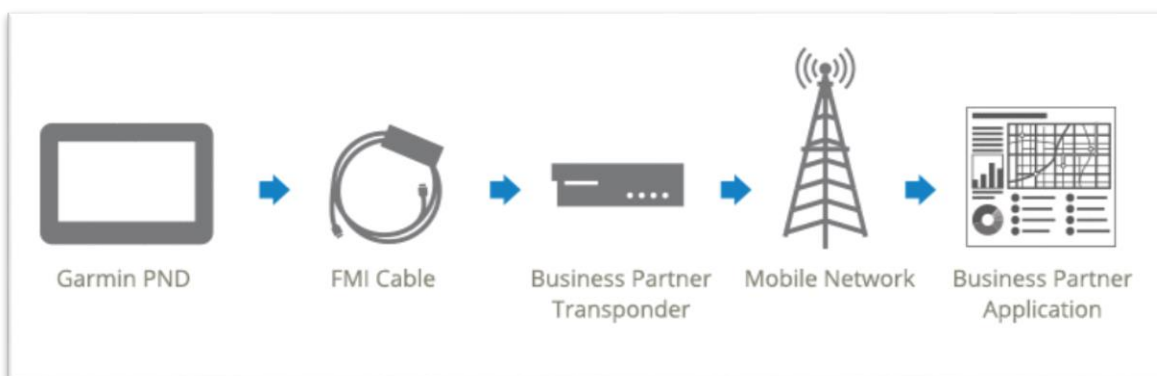 Garmin PND
FMI Cable
Business Partner
Transponder
Mobile Network
Business Partner
Application